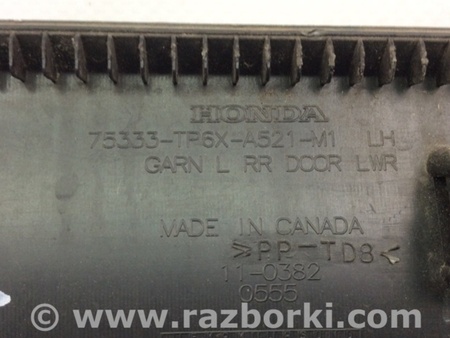 HONDA
75333-TP6X-A521-M1 LH
GARN L RR DOOR LWR
MADE IN CANADA
>PP-TD8<
11-0382
0555
© www.razborki.com